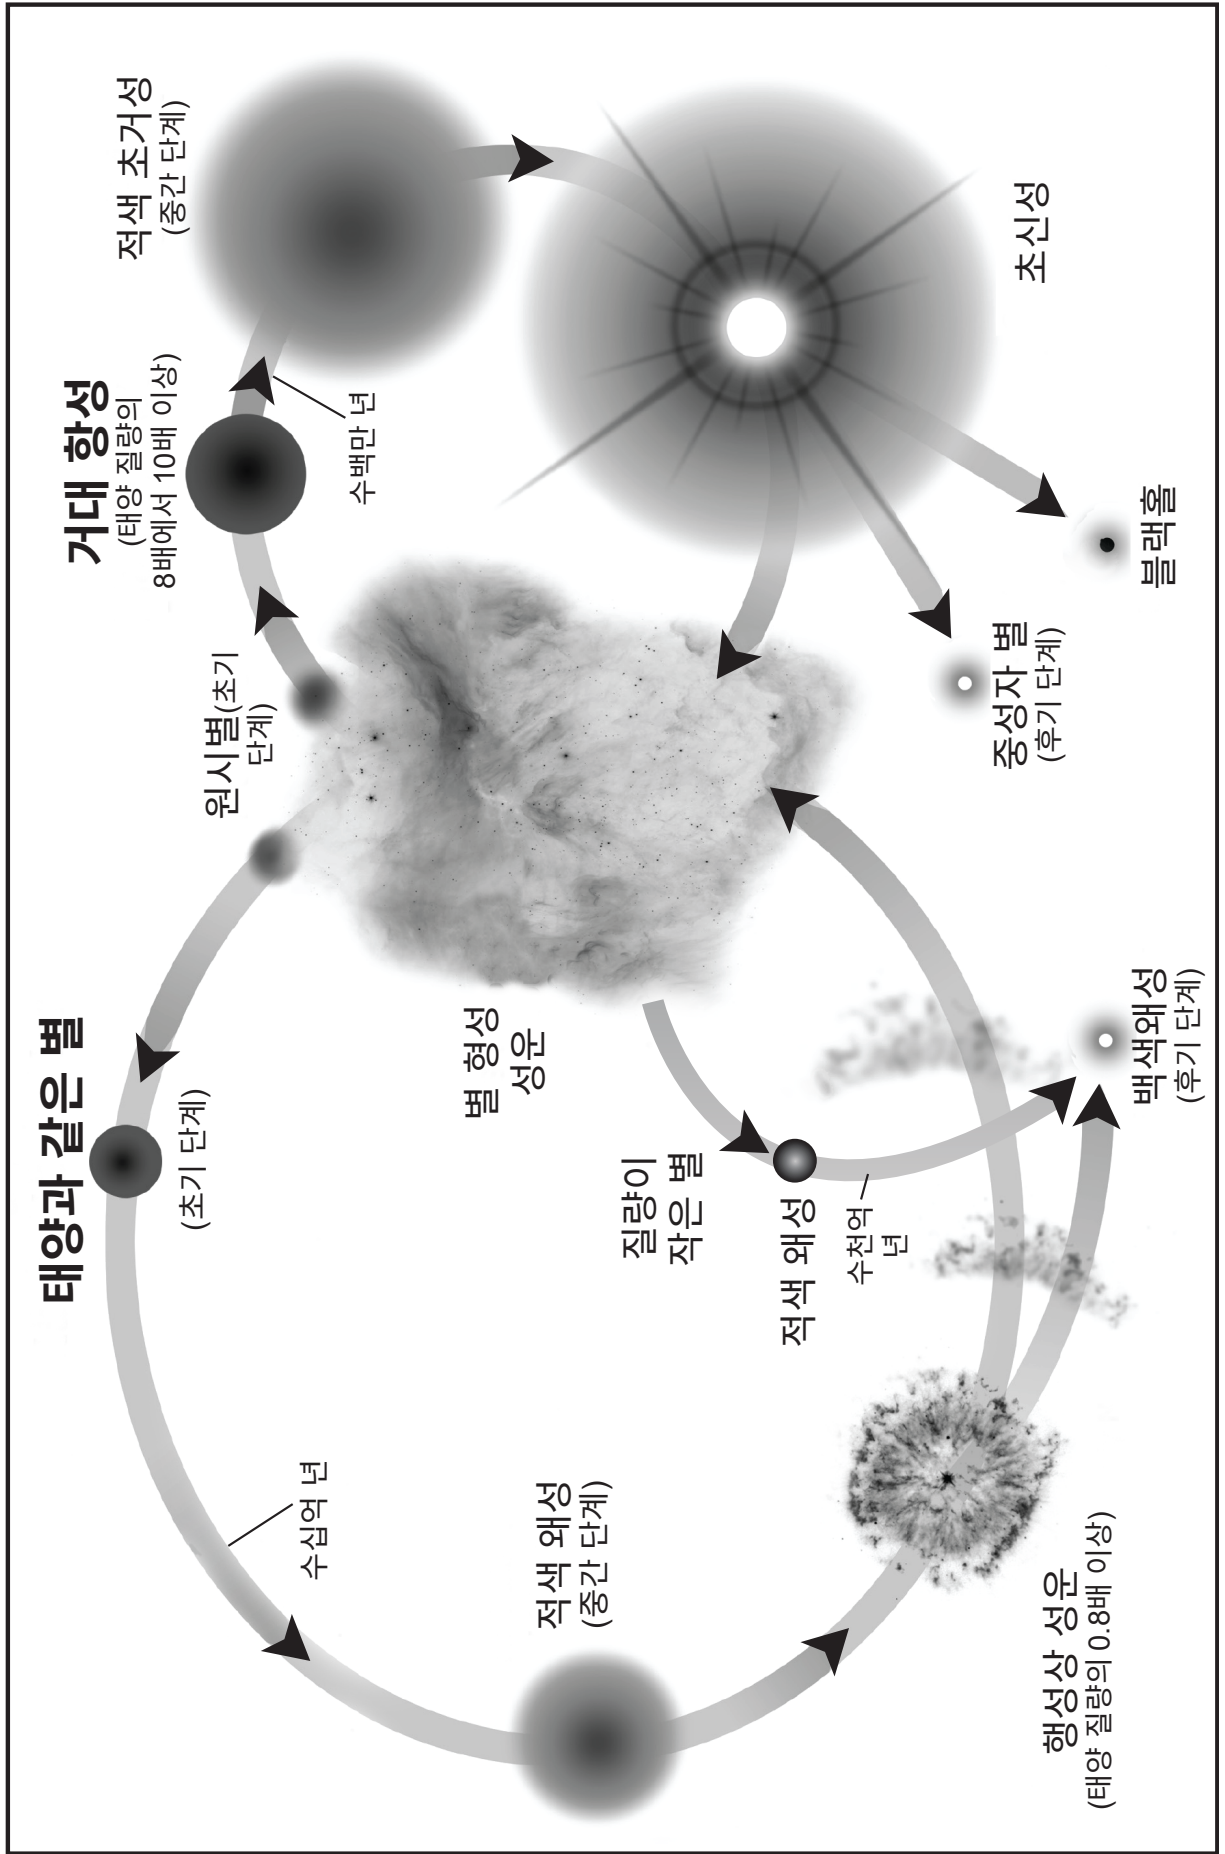 태양과 같은 별
(초기 단계)
수십억 년
적색 왜성
(중간 단계)
행성상 성운
(태양 질량의 0.8배 이상)
원시별(초기
단계)
별 형성
성운
질량이
작은 별
적색 왜성
수천억
년
백색왜성
(후기 단계)
거대 항성
(태양 질량의
8배에서 10배 이상)
수백만 년
적색 초거성
(중간 단계)
초신성
중성자 별
(후기 단계)
블랙홀